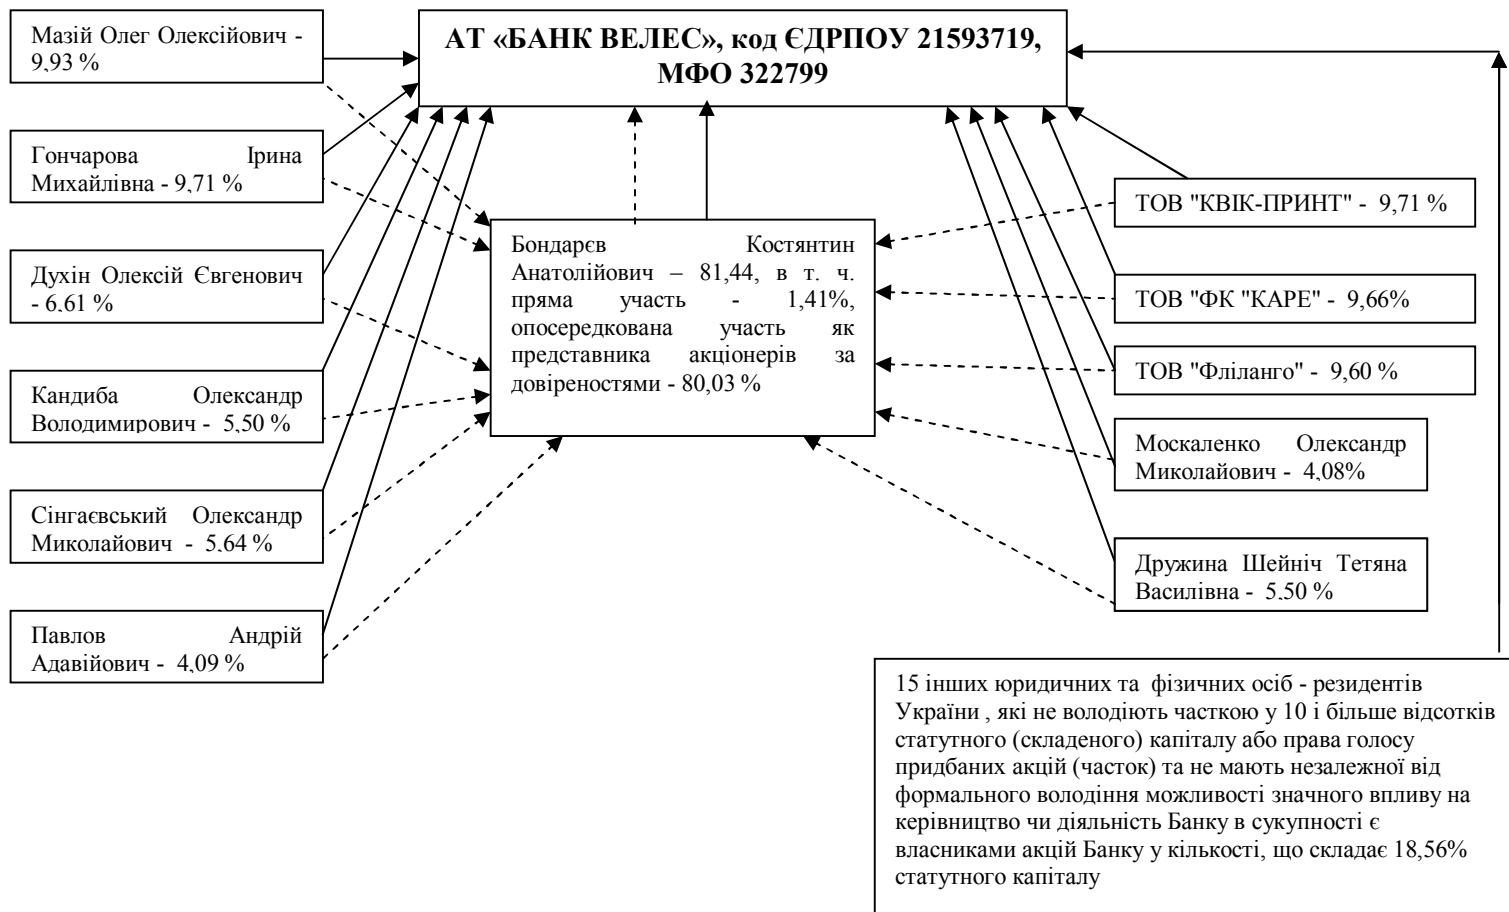 АТ «БАНК ВЕЛЕС», код ЄДРПОУ 21593719,
МФО 322799
Мазій Олег Олексійович -
9,93 %
Гончарова Ірина
Михайлівна - 9,71 %
Духін Олексій Євгенович
- 6,61 %
Кандиба Олександр
Володимирович - 5,50 %
Сінгаєвський Олександр
Миколайович - 5,64 %
Павлов Андрій
Адавійович - 4,09 %
Бондарєв Костянтин
Анатолійович – 81,44, в т. ч.
пряма участь - 1,41%,
опосередкована участь як
представника акціонерів за
довіреностями - 80,03 %
ТОВ "КВІК-ПРИНТ" - 9,71 %
ТОВ "ФК "КАРЕ" - 9,66%
ТОВ "Фліланго" - 9,60 %
Москаленко Олександр
Миколайович - 4,08%
Дружина Шейніч Тетяна
Василівна - 5,50 %
15 інших юридичних та фізичних осіб - резидентів
України , які не володіють часткою у 10 і більше відсотків
статутного (складеного) капіталу або права голосу
придбаних акцій (часток) та не мають незалежної від
формального володіння можливості значного впливу на
керівництво чи діяльність Банку в сукупності є
власниками акцій Банку у кількості, що складає 18,56%
статутного капіталу